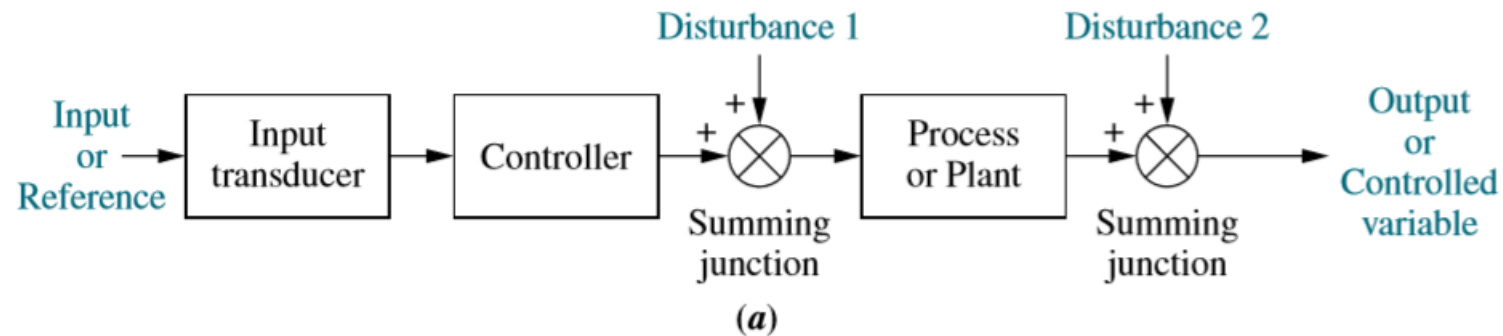 Disturbance 1
Disturbance 2
Input
or
Reference
Input
transducer
Controller
+
+
Summing
junction
Process
or Plant
+
+
Summing
junction
Output
or
Controlled
variable
(a)